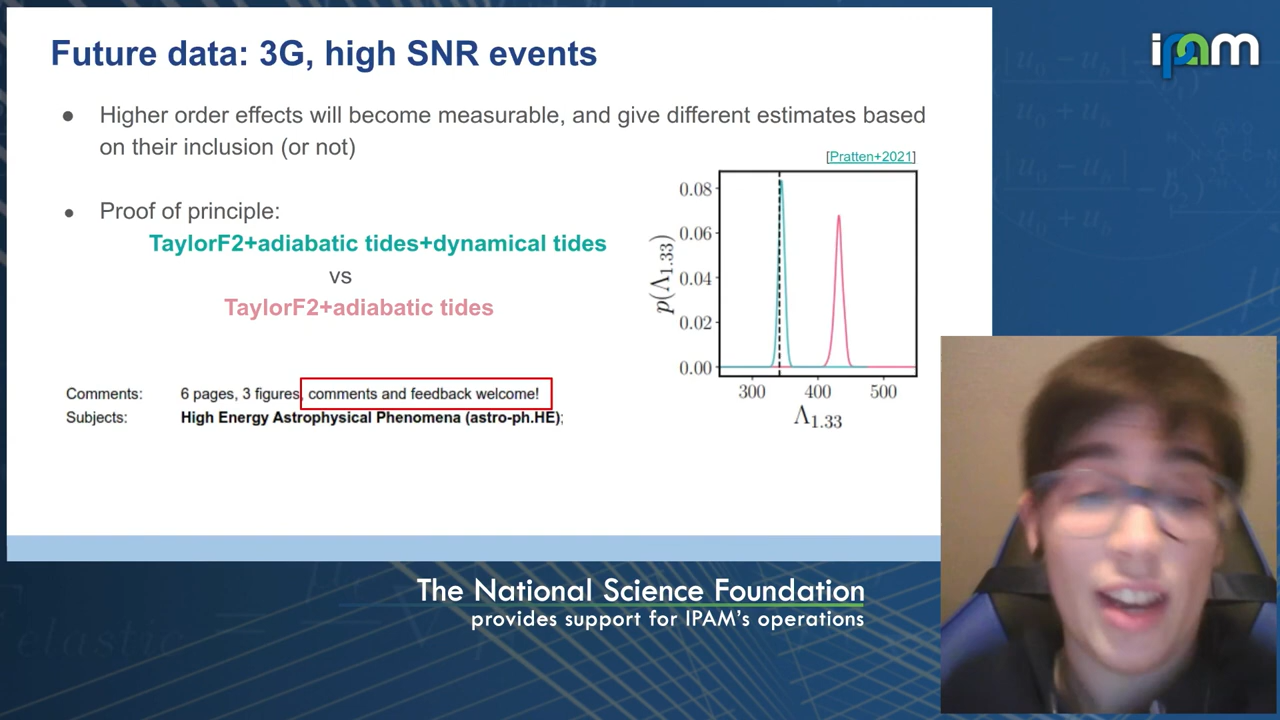 Future data: 3G, high SNR events
ipam
● Higher order effects will become measurable, and give different estimates based
on their inclusion (or not)
[Pratten+2021]
● Proof of principle:
TaylorF2+adiabatic tides+dynamical tides
vs
TaylorF2+adiabatic tides
0.08
0.06
0.04
0.02
0.00
p(Λ1.33)
300 400 500
Λ1.33
Comments: 6 pages, 3 figures, comments and feedback welcome!
Subjects: High Energy Astrophysical Phenomena (astro-ph.HE);
The National Science Foundation
provides support for IPAM's operations
elastic